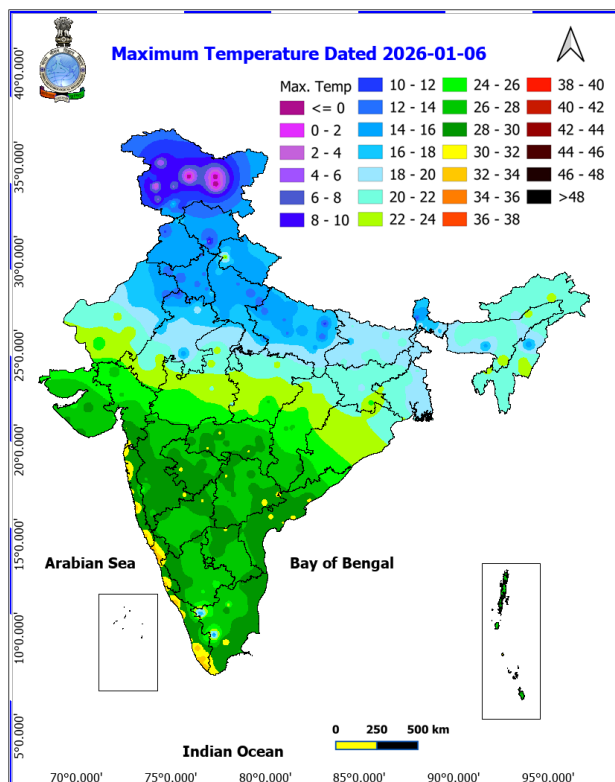 Maximum Temperature Dated 2026-01-06
Max. Temp
<= 0
0 - 2
2 - 4
4 - 6
6 - 8
8 - 10
10 - 12
12 - 14
14 - 16
16 - 18
18 - 20
20 - 22
22 - 24
24 - 26
26 - 28
28 - 30
30 - 32
32 - 34
34 - 36
36 - 38
38 - 40
40 - 42
42 - 44
44 - 46
46 - 48
>48
40°0.000'
35°0.000'
30°0.000'
25°0.000'
20°0.000'
15°0.000'
10°0.000'
5°0.000'
Arabian Sea
Bay of Bengal
Indian Ocean
0 250 500 km
70°0.000' 75°0.000' 80°0.000' 85°0.000' 90°0.000' 95°0.000'